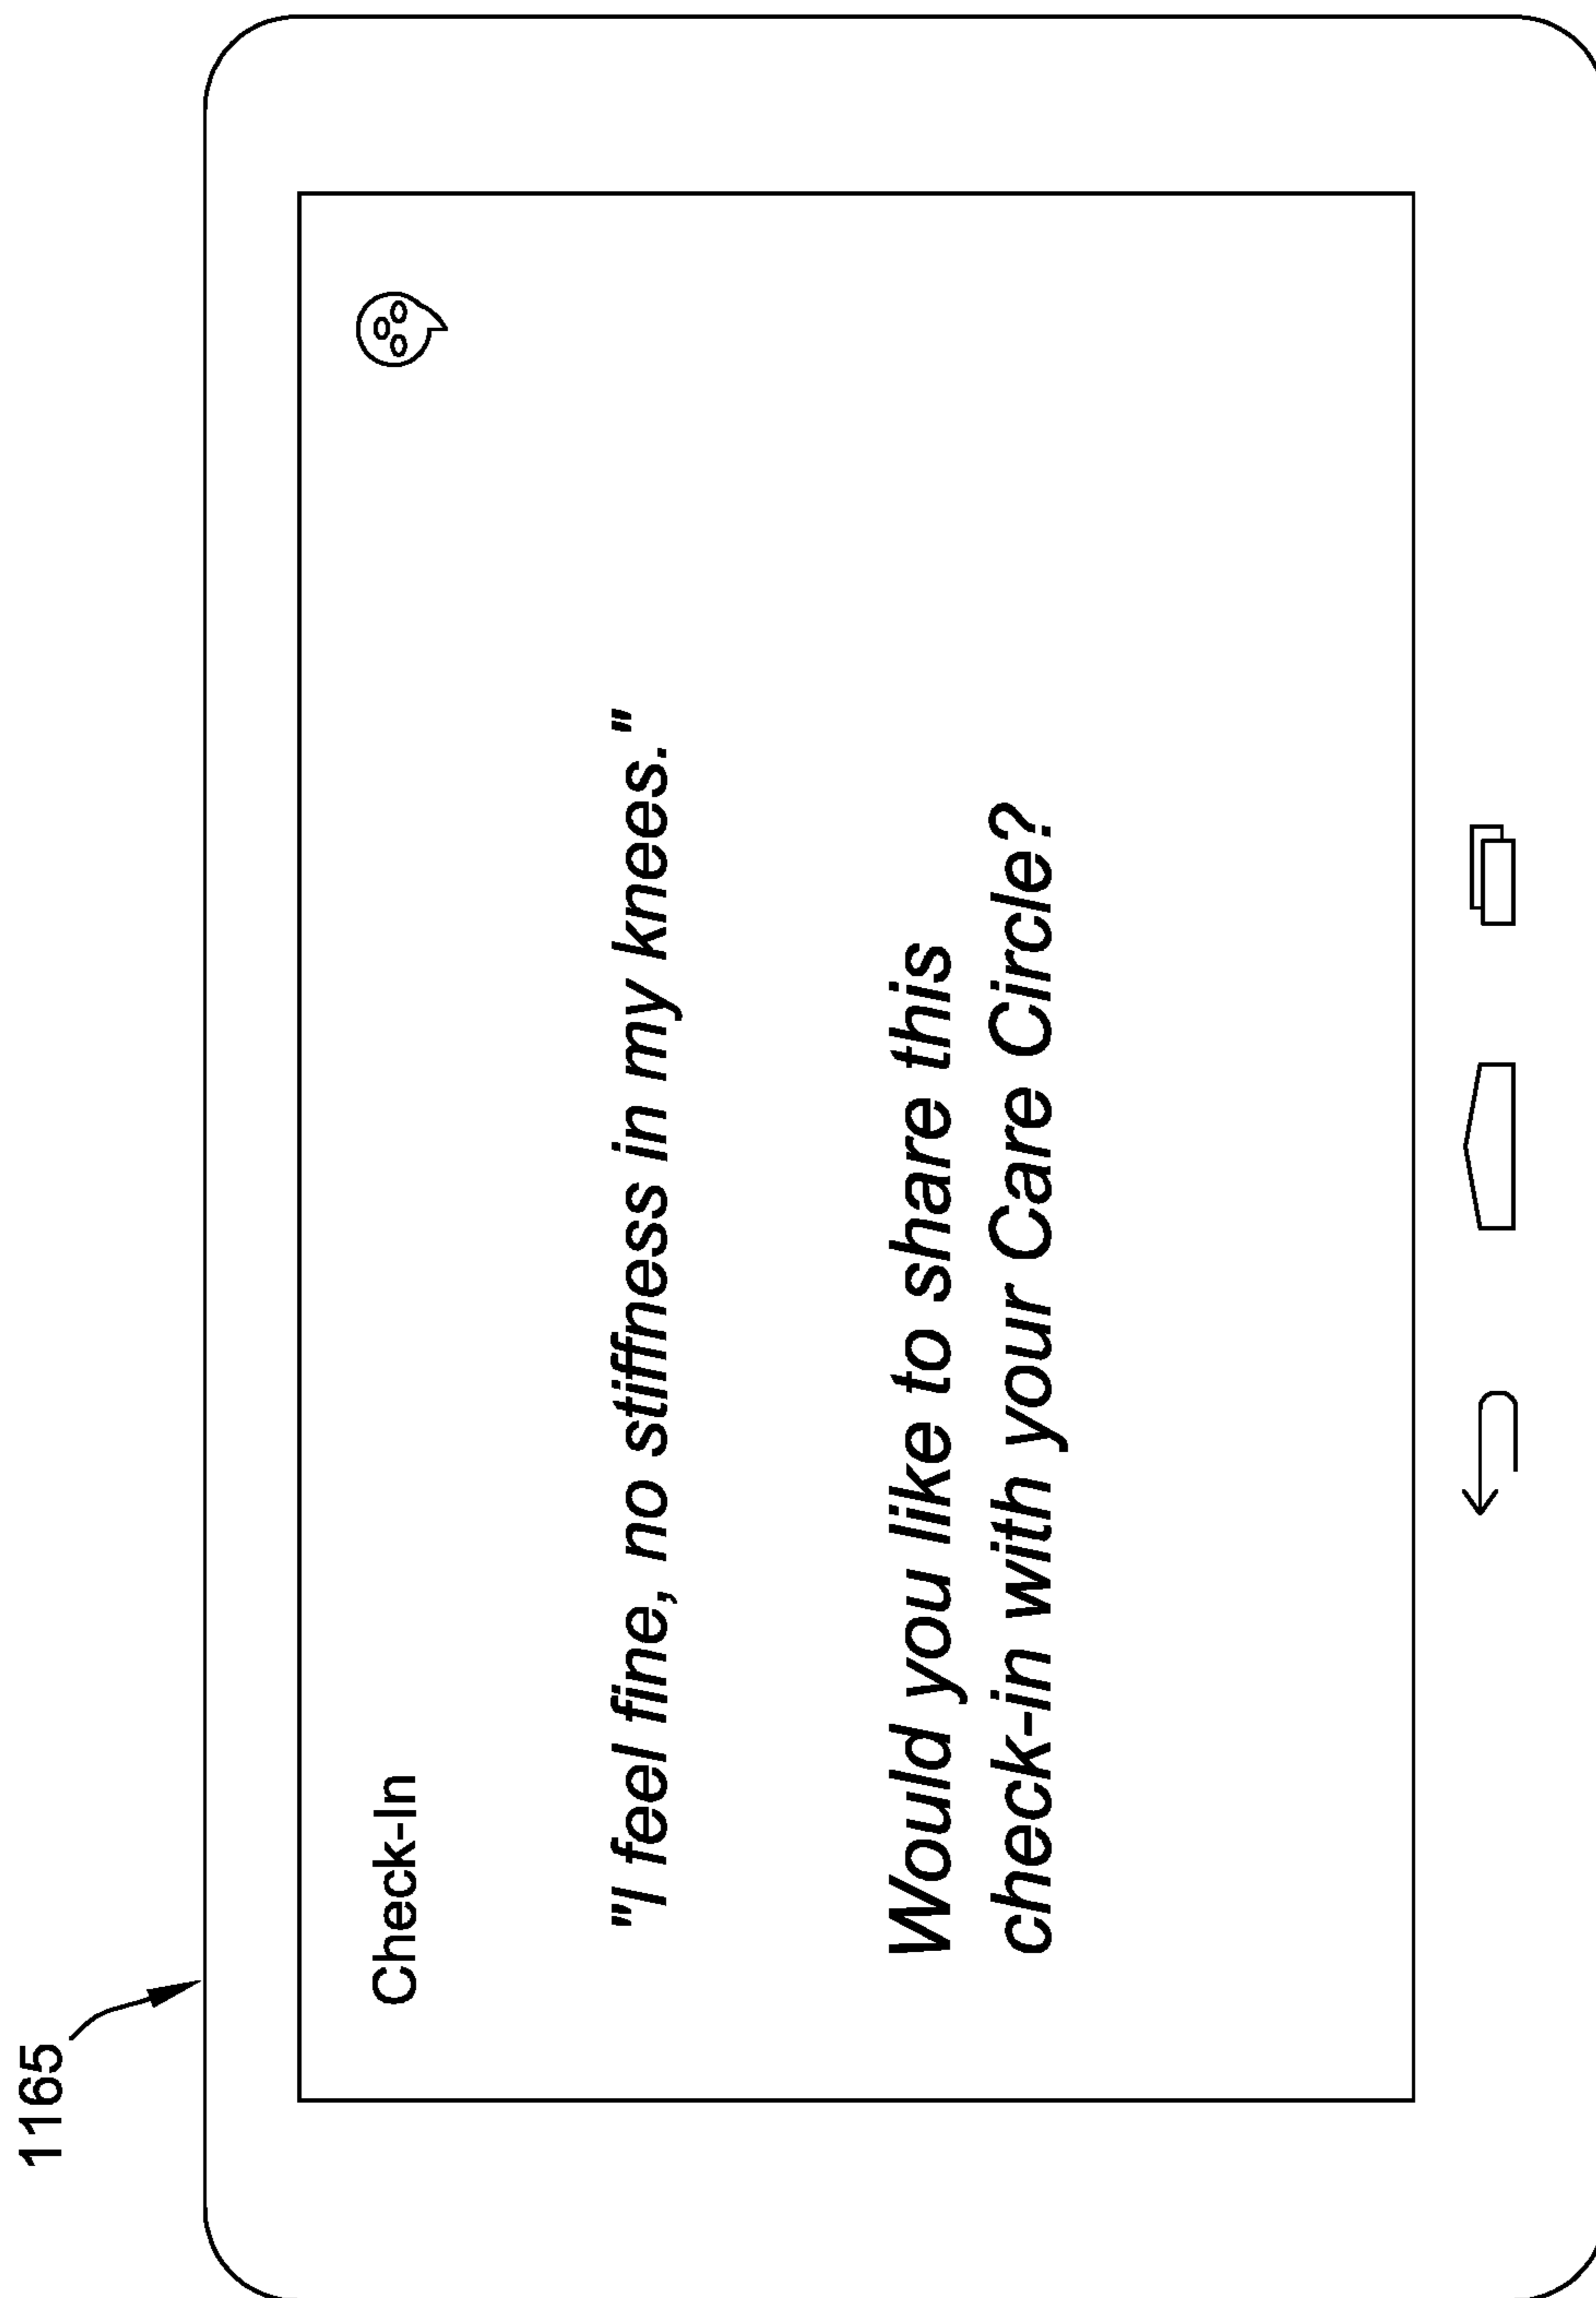 1165
Check-In
"I feel fine, no stiffness in my knees."
Would you like to share this
check-in with your Care Circle?